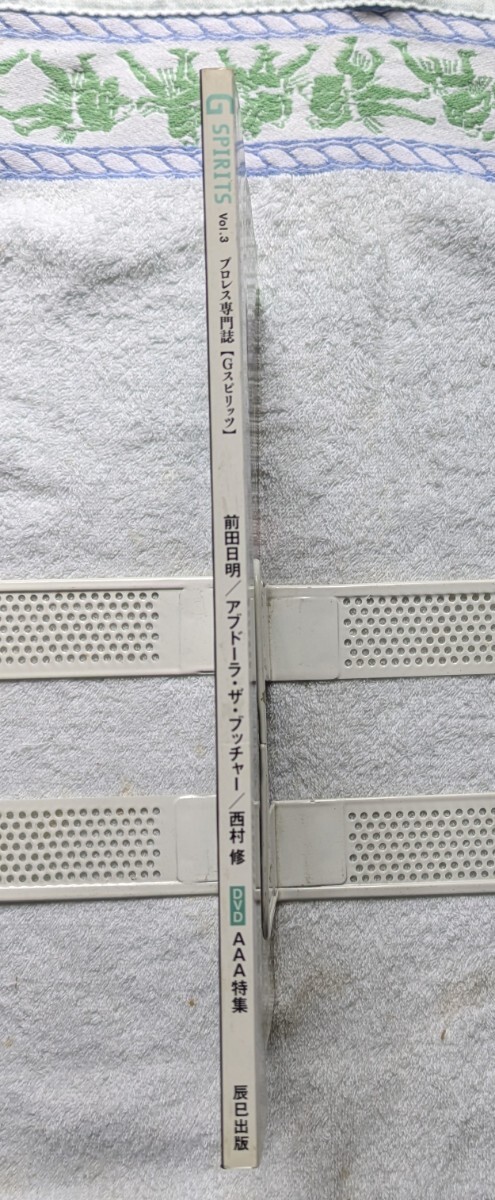 G SPIRITS Vol.3 プロレス専門誌【Gスピリッツ】
前田日明／アブドーラ・ザ・ブッチャー／西村 修 DVD AAA特集
辰巳出版